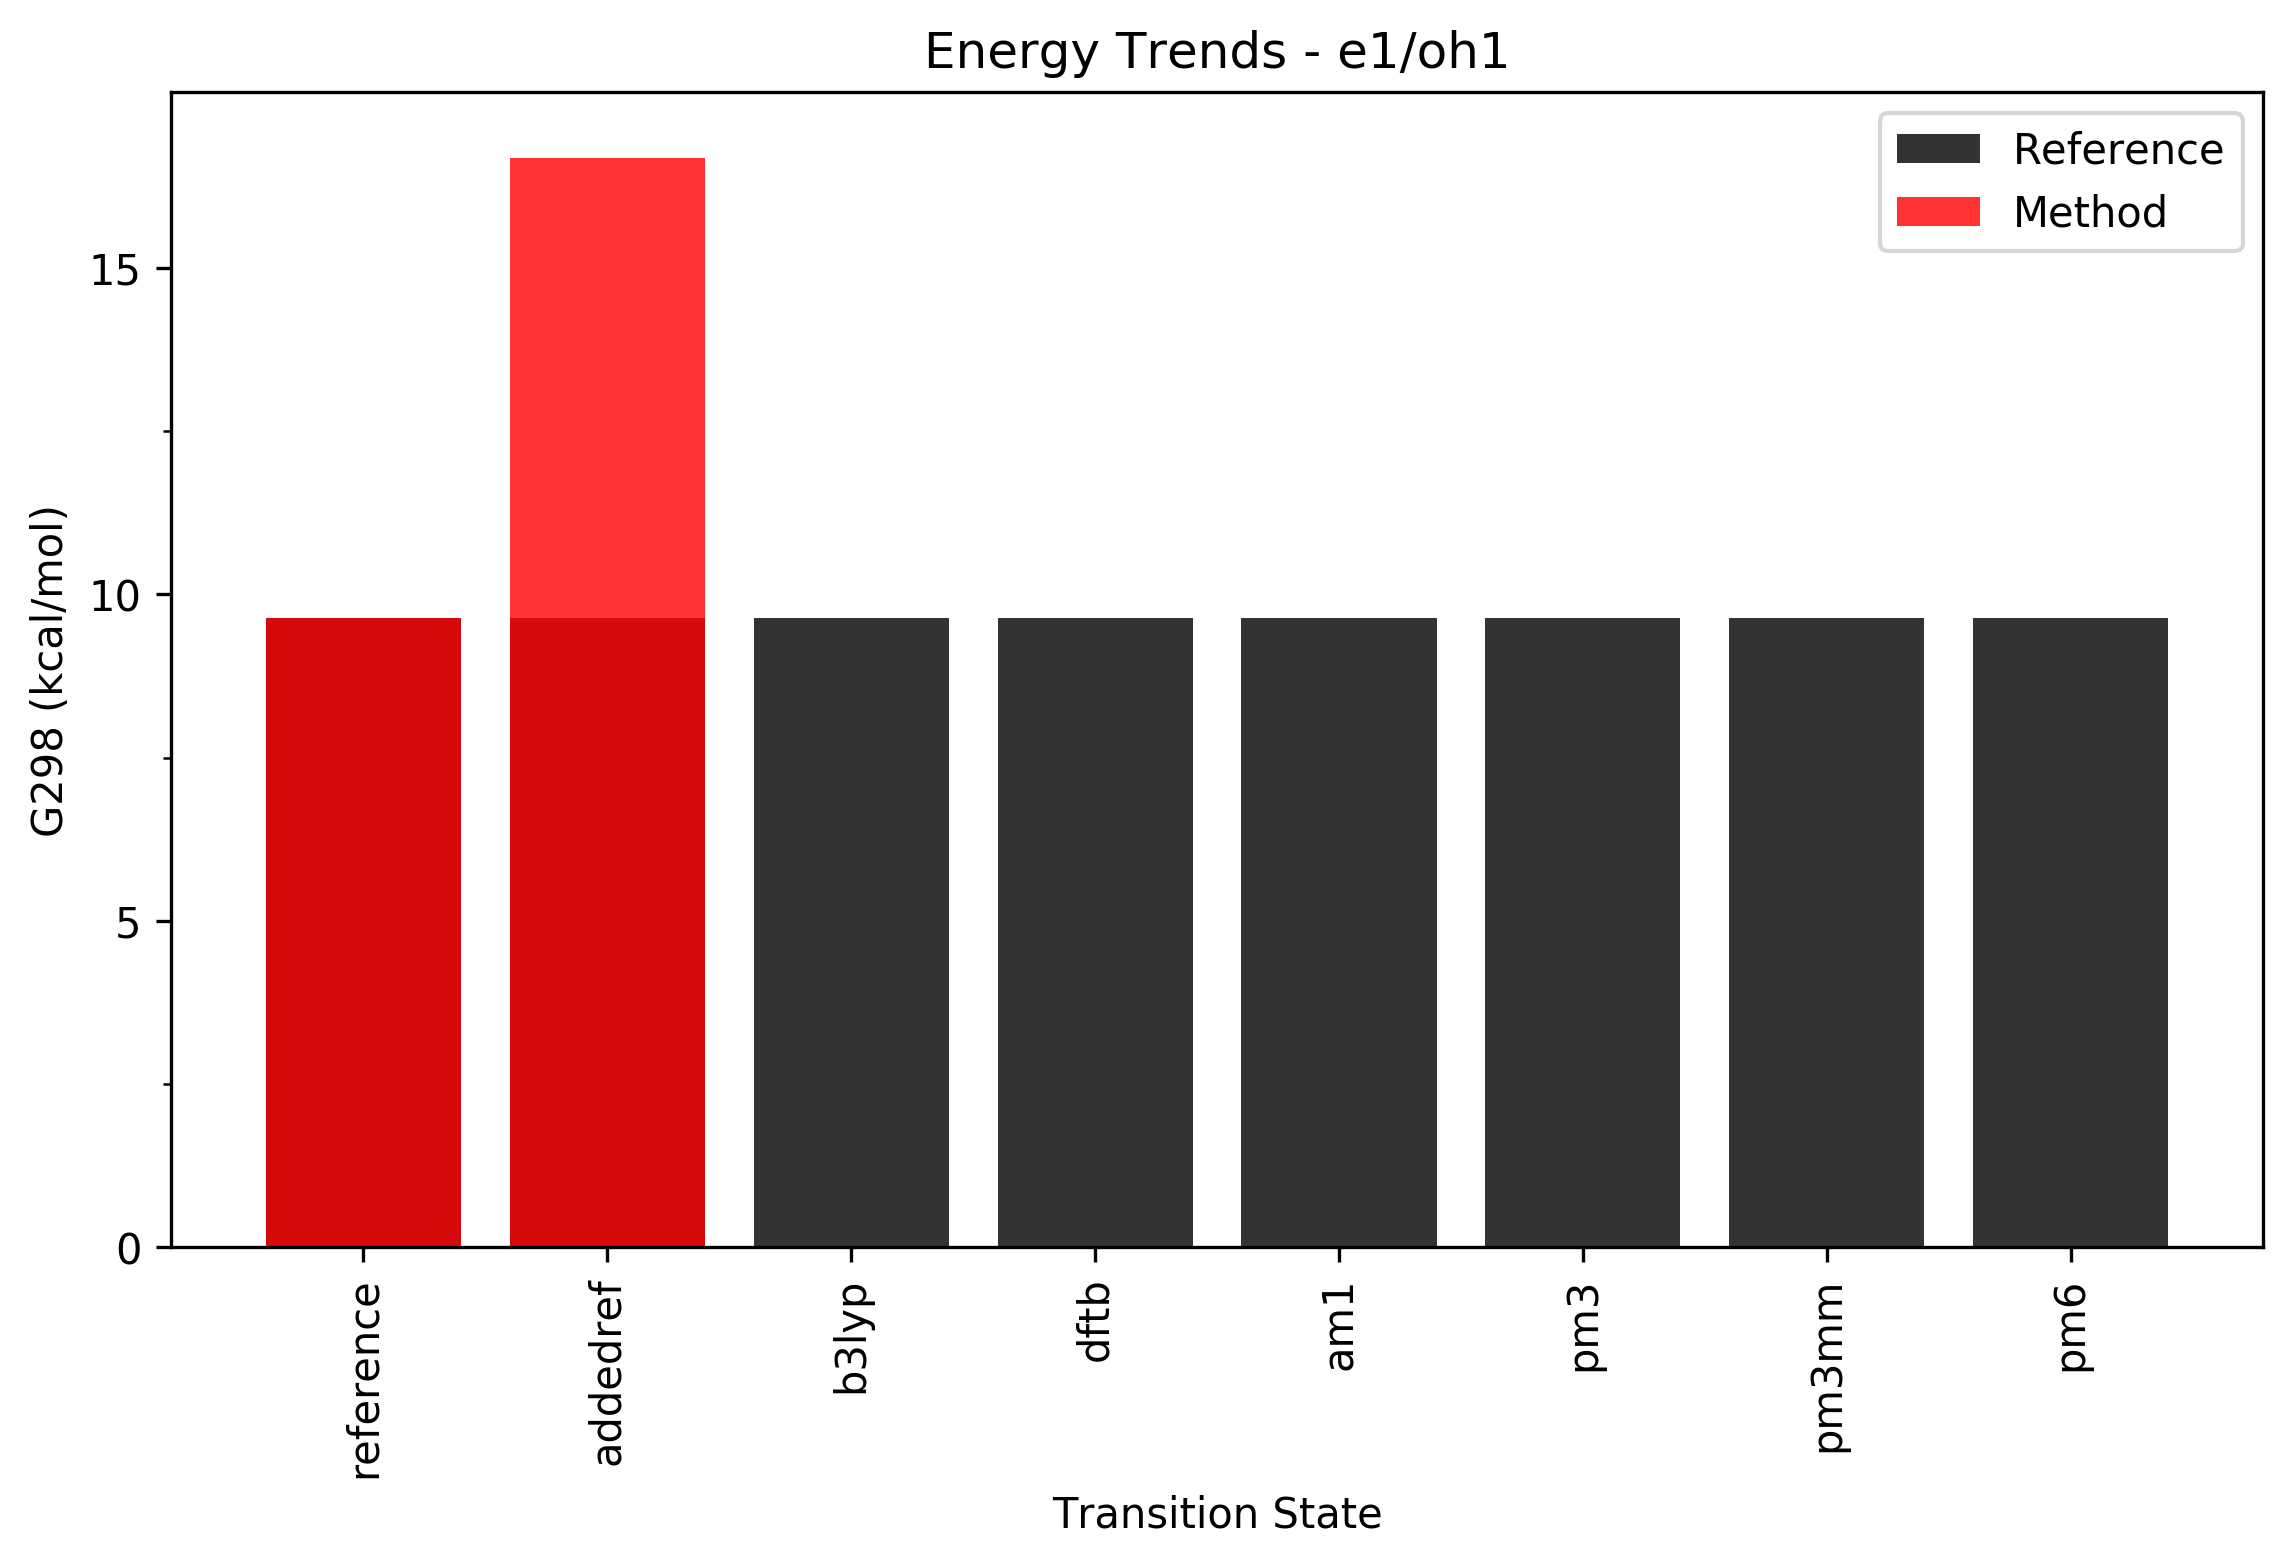 Energy Trends - e1/oh1
Reference
Method
G298 (kcal/mol)
15
10
5
0
reference
addedref
b3lyp
dftb
am1
pm3
pm3mm
pm6
Transition State